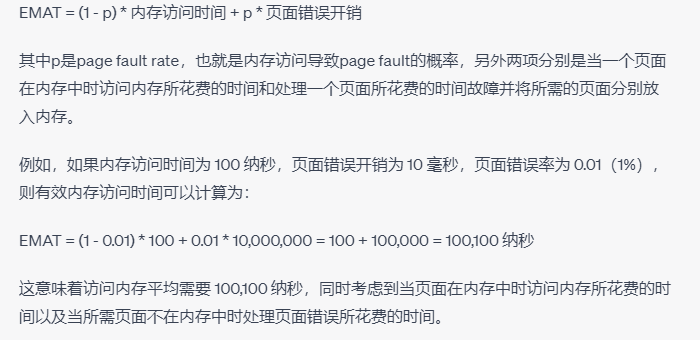 EMAT = (1 - p) * 内存访问时间 + p * 页面错误开销
其中p是page fault rate，也就是内存访问导致page fault的概率，另外两项分别是当一个页面
在内存中时访问内存所花费的时间和处理一个页面所花费的时间故障并将所需的页面分别放
入内存。
例如，如果内存访问时间为 100 纳秒，页面错误开销为 10 毫秒，页面错误率为 0.01（1%），
则有效内存访问时间可以计算为：
EMAT = (1 - 0.01) * 100 + 0.01 * 10,000,000 = 100 + 100,000 = 100,100 纳秒
这意味着访问内存平均需要 100,100 纳秒，同时考虑到当页面在内存中时访问内存所花费的时
间以及当所需页面不在内存中时处理页面错误所花费的时间。